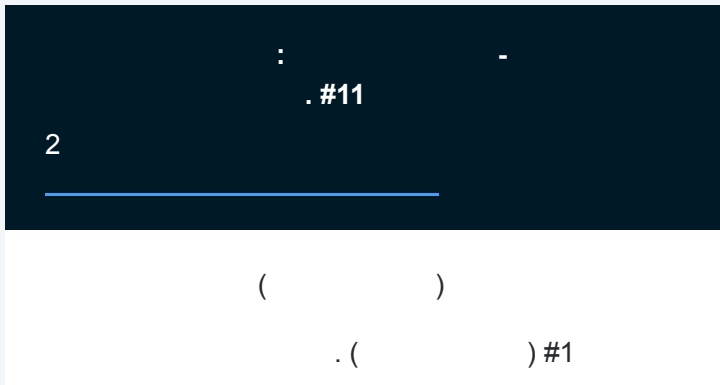 : -
. #11
2
( )
. ( ) #1